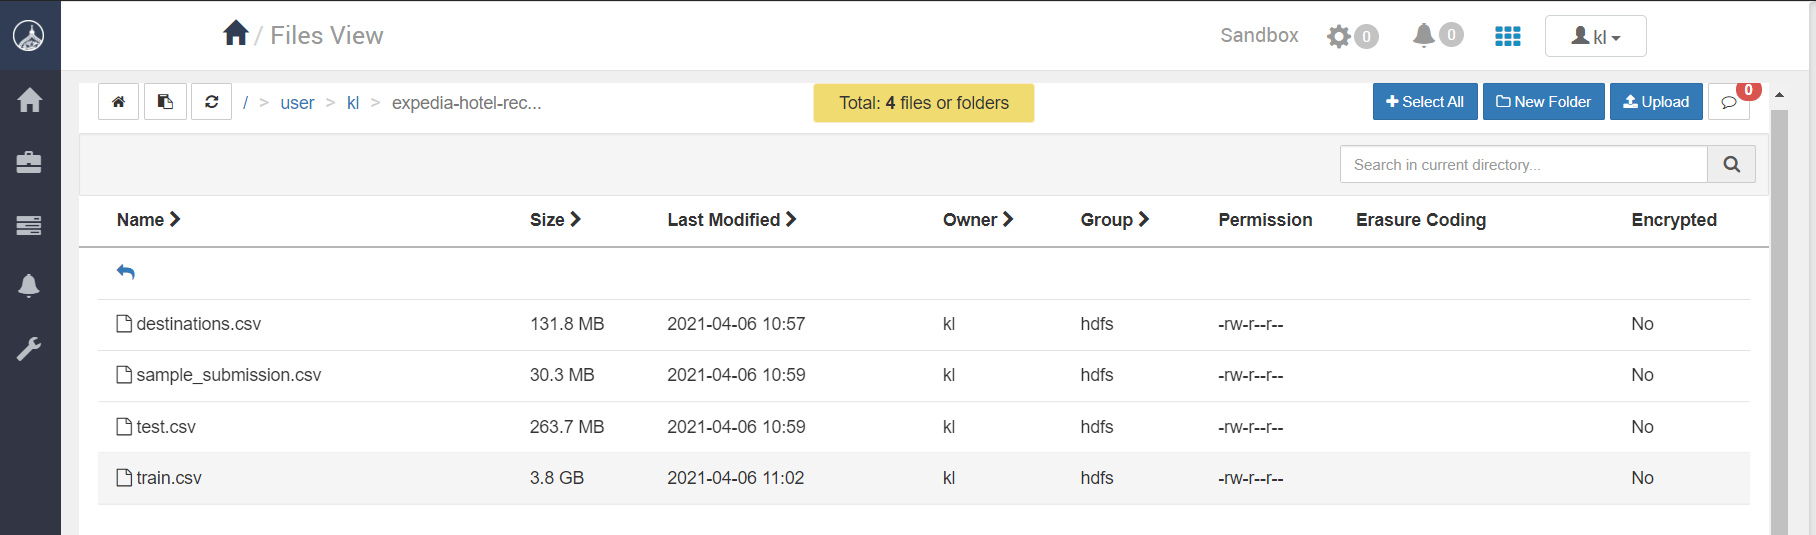 / Files View
Sandbox 0 0 kl
/ > user > kl > expedia-hotel-rec...
Total: 4 files or folders
Select All New Folder Upload 0
Search in current directory...
Name Size Last Modified Owner Group Permission Erasure Coding Encrypted
destinations.csv 131.8 MB 2021-04-06 10:57 kl hdfs -rw-r--r-- No
sample_submission.csv 30.3 MB 2021-04-06 10:59 kl hdfs -rw-r--r-- No
test.csv 263.7 MB 2021-04-06 10:59 kl hdfs -rw-r--r-- No
train.csv 3.8 GB 2021-04-06 11:02 kl hdfs -rw-r--r-- No